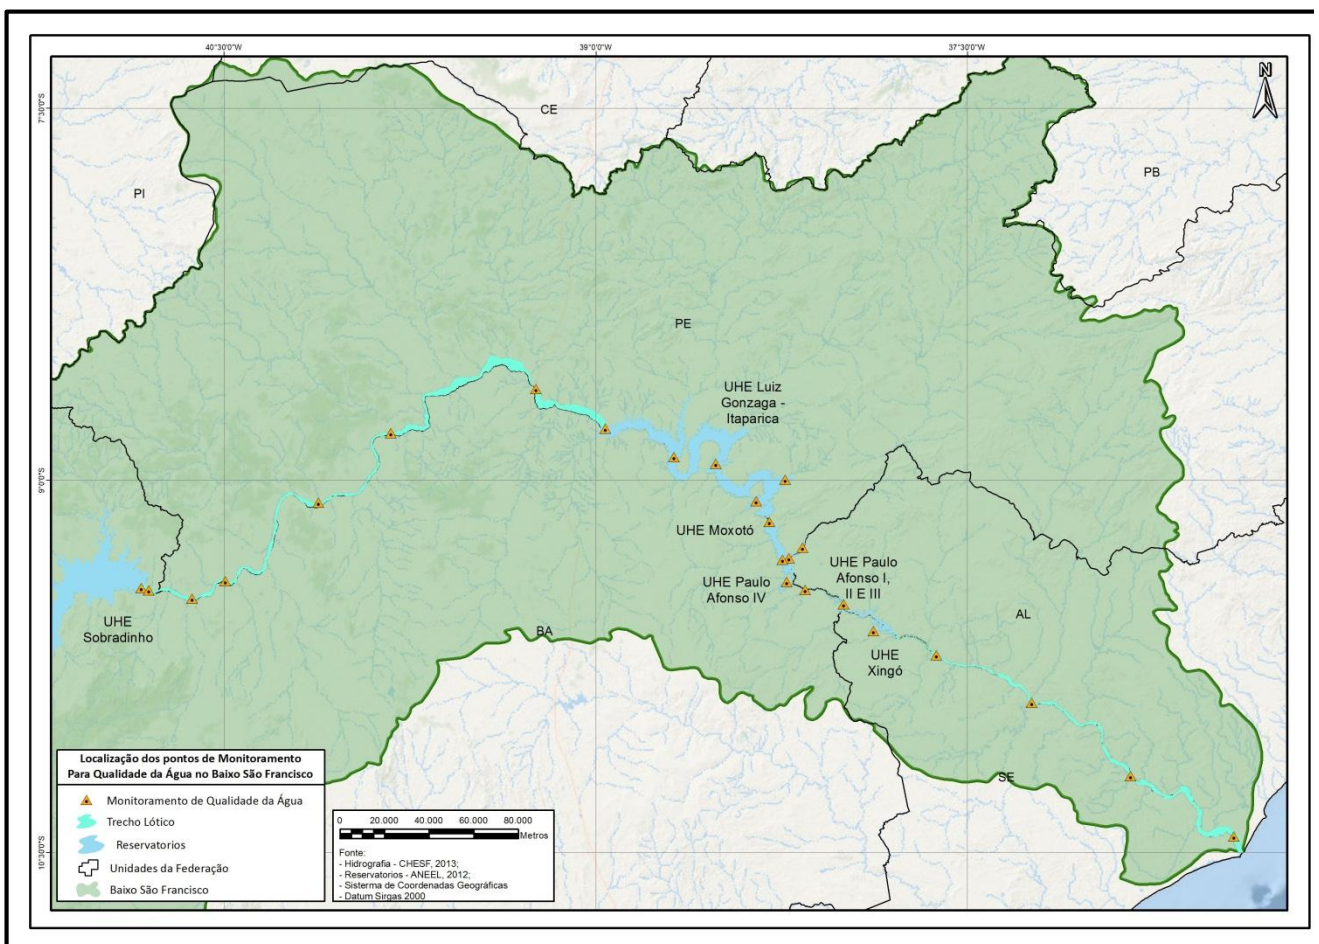 40°30'0"W
39°0'0"W
37°30'0"W
N
7°30'0"S
CE
PB
PI
PE
UHE Luiz
Gonzaga -
Itaparica
9°0'0"S
UHE Moxotó
UHE Paulo
Afonso IV
UHE Paulo
Afonso I,
II E III
UHE
Sobradinho
BA
AL
UHE
Xingó
SE
10°30'0"S
Localização dos pontos de Monitoramento
Para Qualidade da Água no Baixo São Francisco
Monitoramento de Qualidade da Água
Trecho Lótico
Reservatorios
Unidades da Federação
Baixo São Francisco
0 20.000 40.000 60.000 80.000
Metros
Fonte:
- Hidrografia - CHESF, 2013;
- Reservatorios - ANEEL, 2012;
- Sisterma de Coordenadas Geográficas
- Datum Sirgas 2000